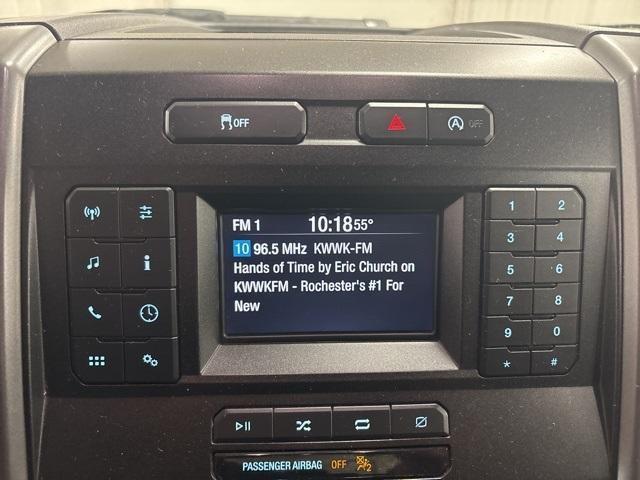 OFF
A OFF
FM 1 10:18 55°
10 96.5 MHz KWWK-FM
Hands of Time by Eric Church on
KWWKFM - Rochester's #1 For
New
i
1 2
3 4
5 6
7 8
9 0
* #
PASSENGER AIRBAG OFF 2